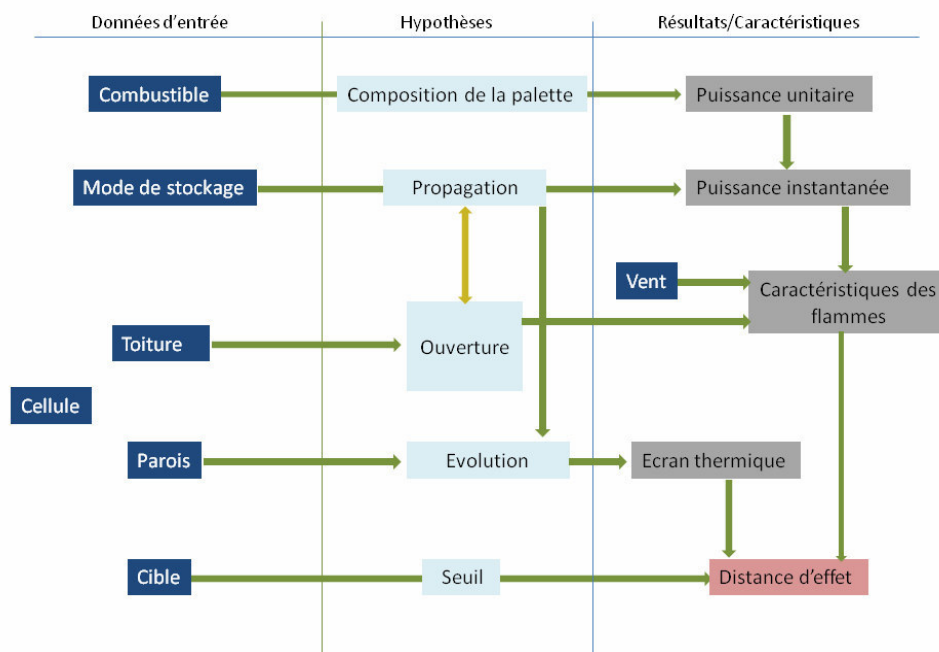 Données d'entrée
Hypothèses
Résultats/Caractéristiques
Combustible
Composition de la palette
Puissance unitaire
Mode de stockage
Propagation
Puissance instantanée
Vent
Caractéristiques des
flammes
Toiture
Ouverture
Cellule
Parois
Evolution
Ecran thermique
Cible
Seuil
Distance d'effet